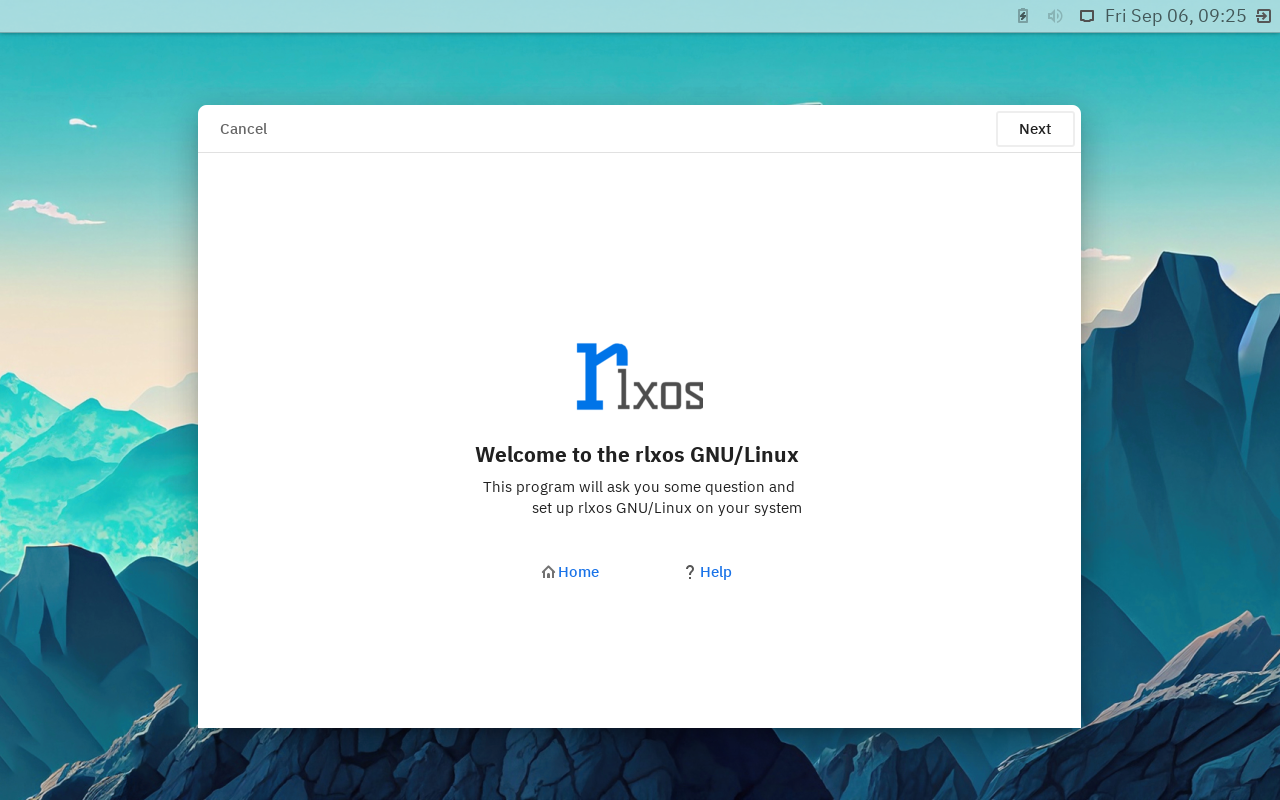 Fri Sep 06, 09:25
Cancel
Next
rlxos
Welcome to the rlxos GNU/Linux
This program will ask you some question and
set up rlxos GNU/Linux on your system
Home
Help